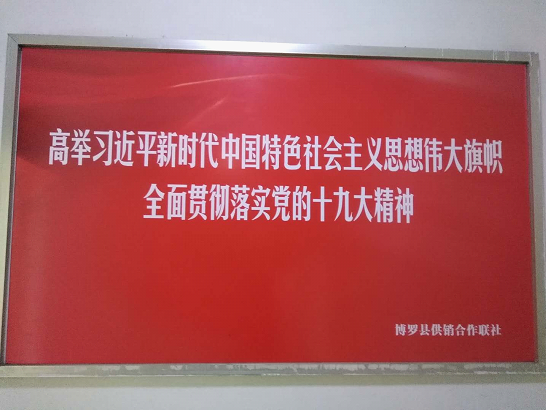 高举习近平新时代中国特色社会主义思想伟大旗帜
全面贯彻落实党的十九大精神
博罗县供销合作联社